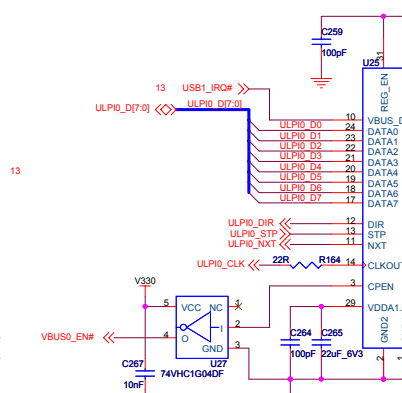 C259
100pF
U25
31
REG_EN
13 USB1_IRQ#
ULPI0_D[7:0] ULPI0_D[7:0]
10 VBUS_D
ULPI0_D0 24 DATA0
ULPI0_D1 23 DATA1
ULPI0_D2 22 DATA2
ULPI0_D3 21 DATA3
ULPI0_D4 20 DATA4
ULPI0_D5 19 DATA5
ULPI0_D6 18 DATA6
ULPI0_D7 17 DATA7
13
ULPI0_DIR 12 DIR
ULPI0_STP 13 STP
ULPI0_NXT 11 NXT
ULPI0_CLK 22R R164 14 CLKOUT
V330
3 CPEN
5 VCC NC 1
29 VDDA1.
I 2
VBUS0_EN# 4 O
GND 3
U27
74VHC1G04DF
C267
10nF
C264
100pF
C265
22uF_6V3
GND2
2